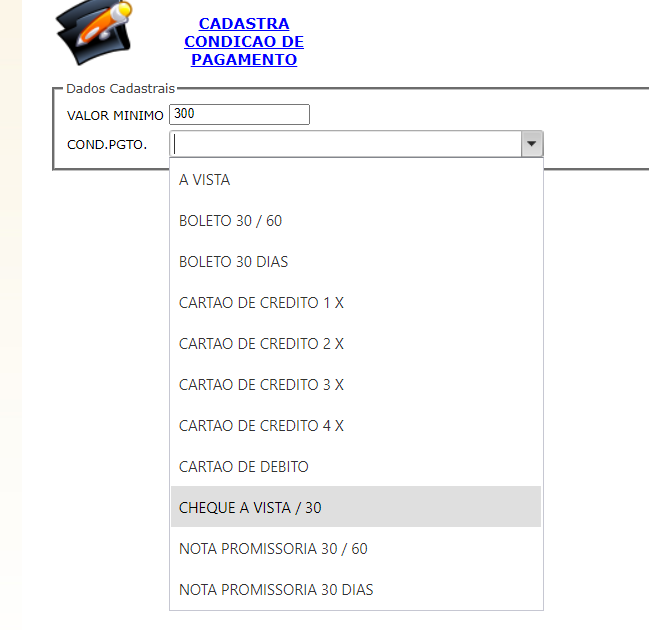 CADASTRA
CONDICAO DE
PAGAMENTO
Dados Cadastrais
VALOR MINIMO 300
COND.PGTO.
A VISTA
BOLETO 30 / 60
BOLETO 30 DIAS
CARTAO DE CREDITO 1 X
CARTAO DE CREDITO 2 X
CARTAO DE CREDITO 3 X
CARTAO DE CREDITO 4 X
CARTAO DE DEBITO
CHEQUE A VISTA / 30
NOTA PROMISSORIA 30 / 60
NOTA PROMISSORIA 30 DIAS